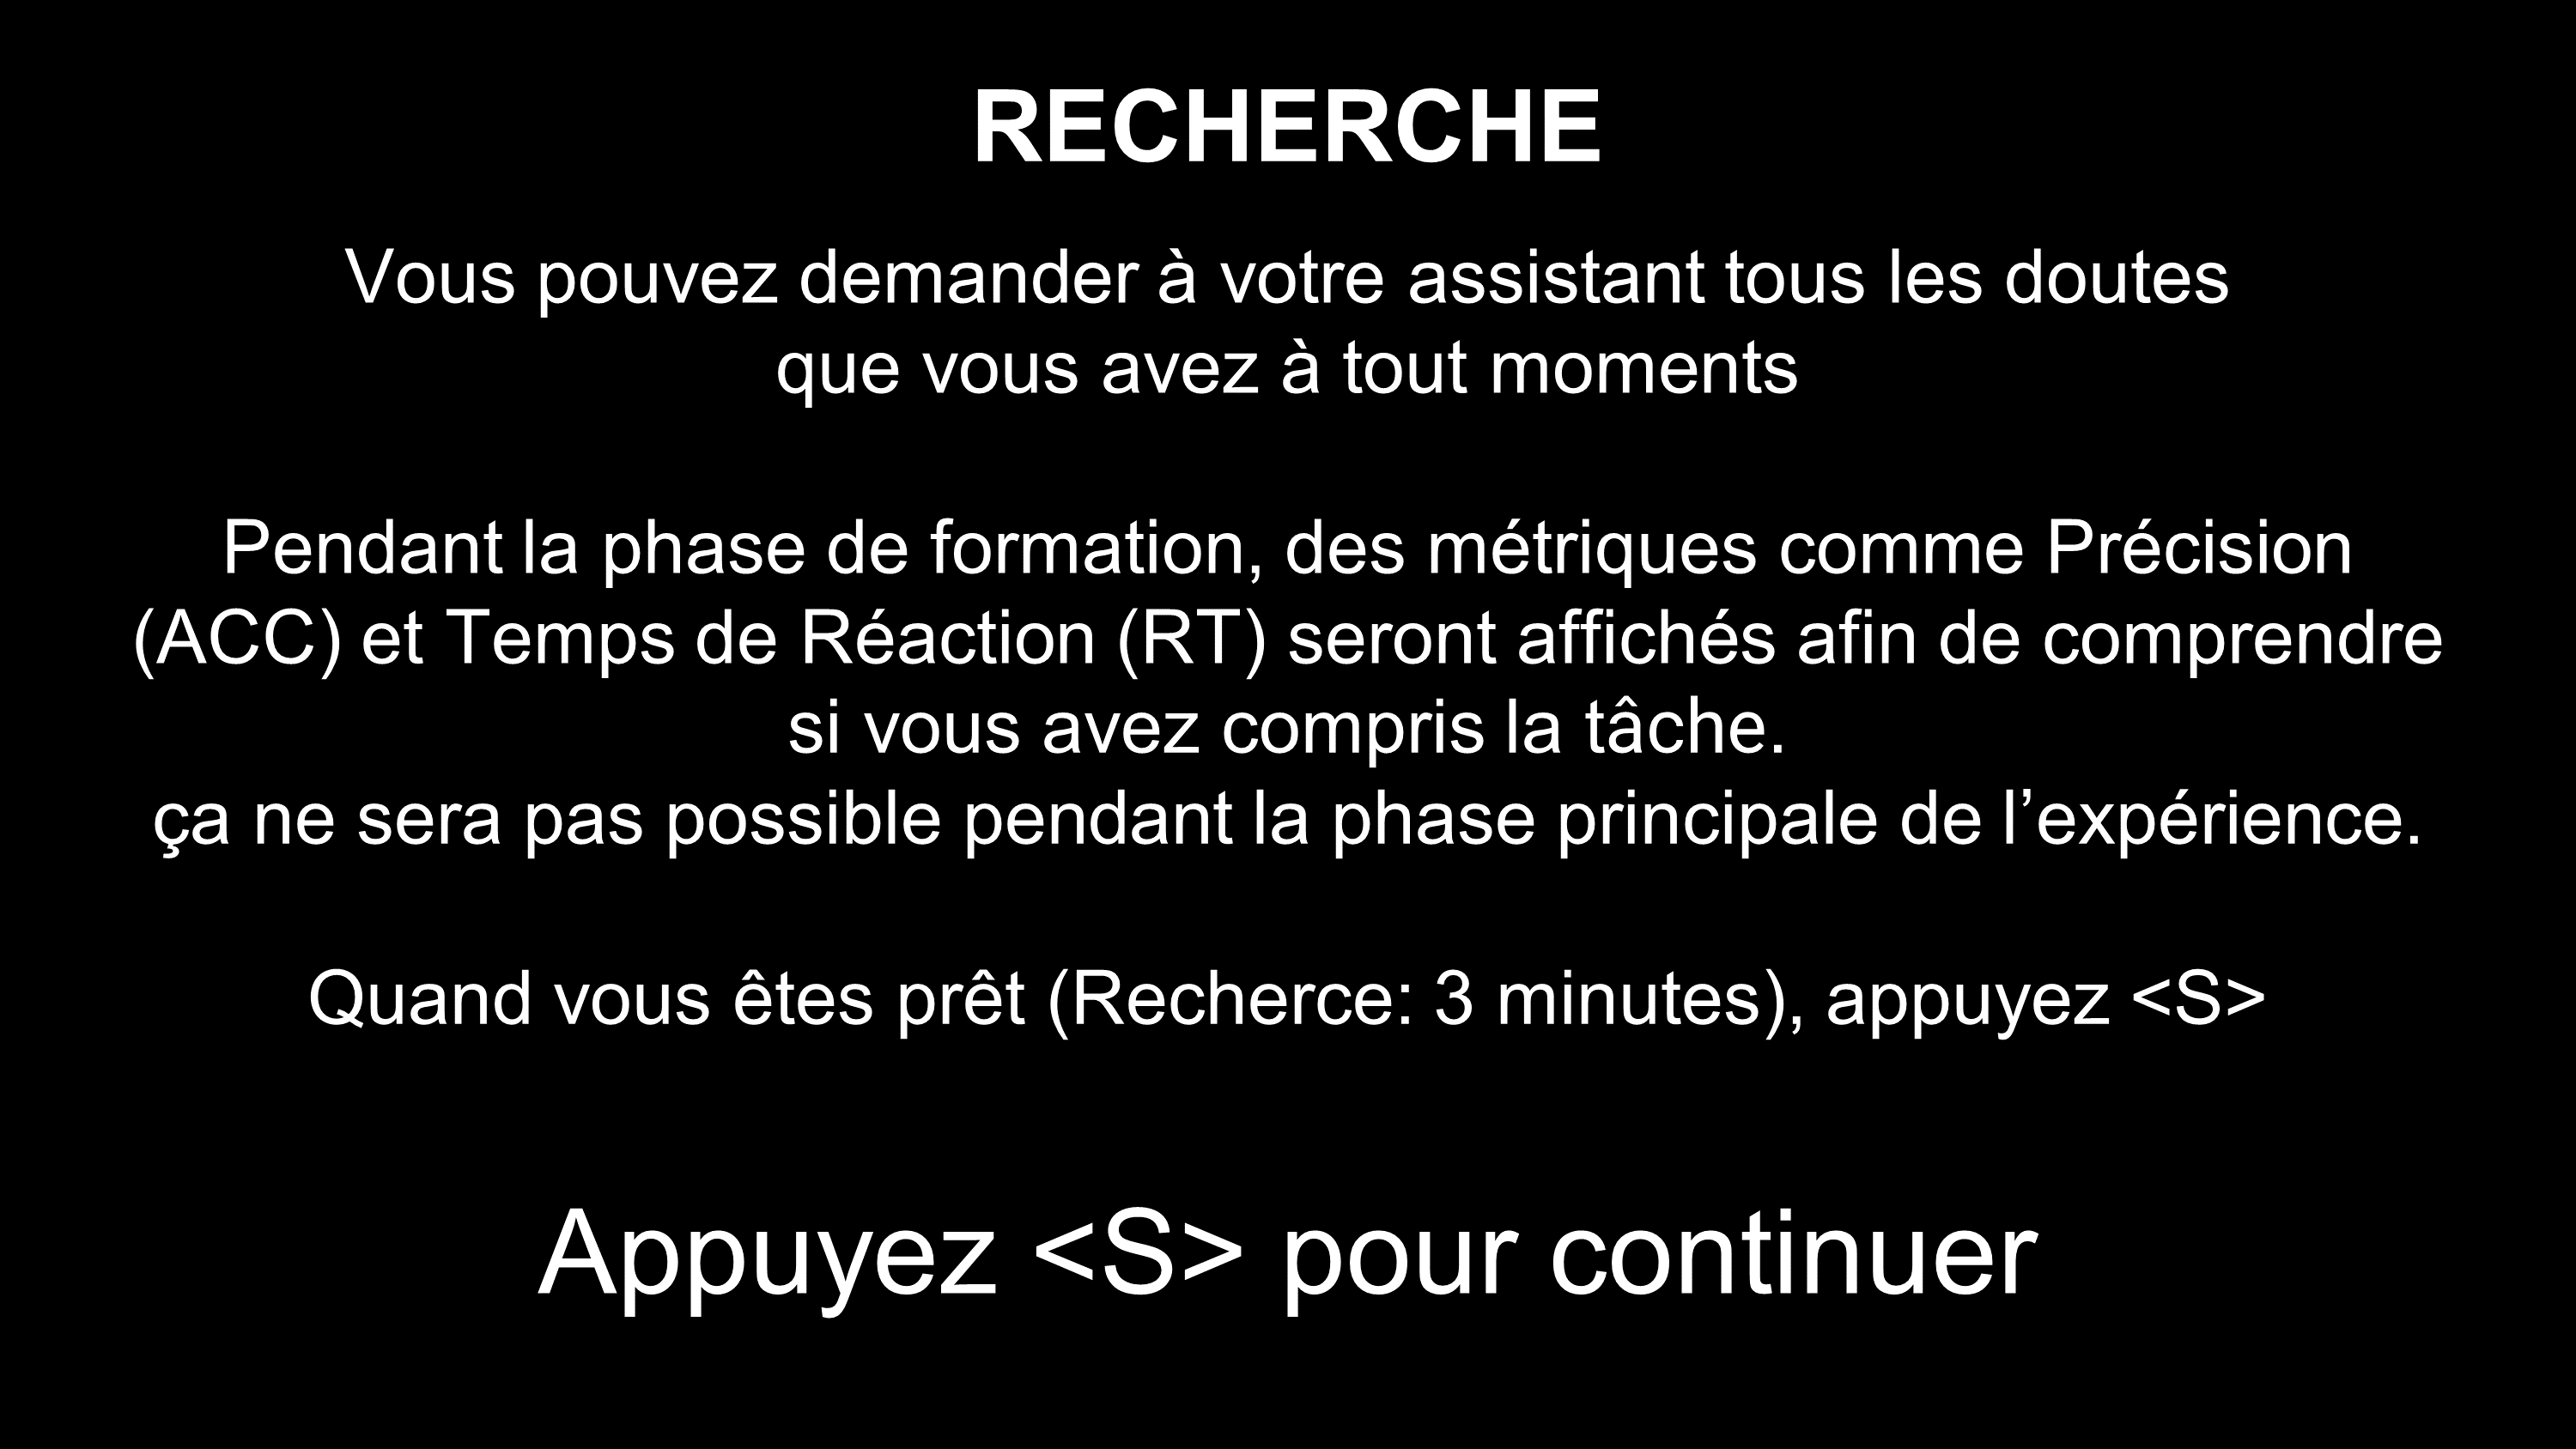 RECHERCHE
Vous pouvez demander à votre assistant tous les doutes
que vous avez à tout moments
Pendant la phase de formation, des métriques comme Précision
(ACC) et Temps de Réaction (RT) seront affichés afin de comprendre
si vous avez compris la tâche.
ça ne sera pas possible pendant la phase principale de l’expérience.
Quand vous êtes prêt (Recherce: 3 minutes), appuyez <S>
Appuyez <S> pour continuer